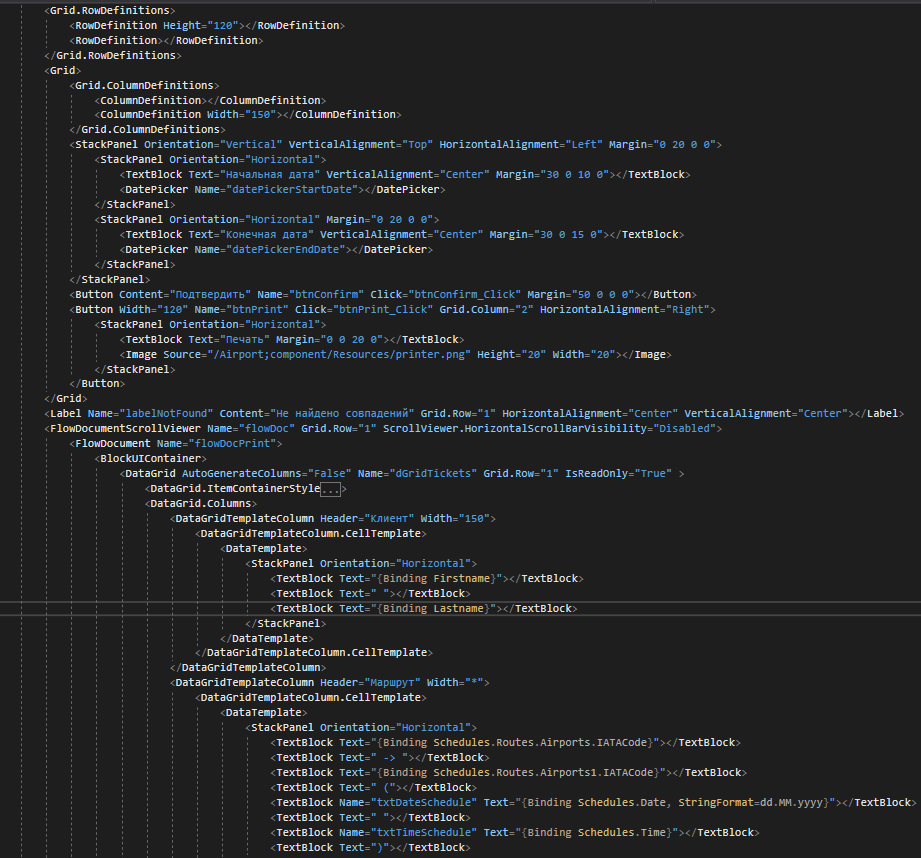 <Grid.RowDefinitions>
<RowDefinition Height="120"></RowDefinition>
<RowDefinition></RowDefinition>
</Grid.RowDefinitions>
<Grid>
<Grid.ColumnDefinitions>
<ColumnDefinition></ColumnDefinition>
<ColumnDefinition Width="150"></ColumnDefinition>
</Grid.ColumnDefinitions>
<StackPanel Orientation="Vertical" VerticalAlignment="Top" HorizontalAlignment="Left" Margin="0 20 0 0">
<StackPanel Orientation="Horizontal">
<TextBlock Text="Начальная дата" VerticalAlignment="Center" Margin="30 0 10 0"></TextBlock>
<DatePicker Name="datePickerStartDate"></DatePicker>
</StackPanel>
<StackPanel Orientation="Horizontal" Margin="0 20 0 0">
<TextBlock Text="Конечная дата" VerticalAlignment="Center" Margin="30 0 15 0"></TextBlock>
<DatePicker Name="datePickerEndDate"></DatePicker>
</StackPanel>
</StackPanel>
<Button Content="Подтвердить" Name="btnConfirm" Click="btnConfirm_Click" Margin="50 0 0 0"></Button>
<Button Width="120" Name="btnPrint" Click="btnPrint_Click" Grid.Column="2" HorizontalAlignment="Right">
<StackPanel Orientation="Horizontal">
<TextBlock Text="Печать" Margin="0 0 20 0"></TextBlock>
<Image Source="/Airport;component/Resources/printer.png" Height="20" Width="20"></Image>
</StackPanel>
</Button>
</Grid>
<Label Name="labelNotFound" Content="Не найдено совпадений" Grid.Row="1" HorizontalAlignment="Center" VerticalAlignment="Center"></Label>
<FlowDocumentScrollViewer Name="flowDoc" Grid.Row="1" ScrollViewer.HorizontalScrollBarVisibility="Disabled">
<FlowDocument Name="flowDocPrint">
<BlockUIContainer>
<DataGrid AutoGenerateColumns="False" Name="dGridTickets" Grid.Row="1" IsReadOnly="True" >
<DataGrid.ItemContainerStyle...>
<DataGrid.Columns>
<DataGridTemplateColumn Header="Клиент" Width="150">
<DataGridTemplateColumn.CellTemplate>
<DataTemplate>
<StackPanel Orientation="Horizontal">
<TextBlock Text="{Binding Firstname}"></TextBlock>
<TextBlock Text=" "></TextBlock>
<TextBlock Text="{Binding Lastname}"></TextBlock>
</StackPanel>
</DataTemplate>
</DataGridTemplateColumn.CellTemplate>
</DataGridTemplateColumn>
<DataGridTemplateColumn Header="Маршрут" Width="*">
<DataGridTemplateColumn.CellTemplate>
<DataTemplate>
<StackPanel Orientation="Horizontal">
<TextBlock Text="{Binding Schedules.Routes.Airports.IATACode}"></TextBlock>
<TextBlock Text=" -> "></TextBlock>
<TextBlock Text="{Binding Schedules.Routes.Airports1.IATACode}"></TextBlock>
<TextBlock Text=" ("></TextBlock>
<TextBlock Name="txtDateSchedule" Text="{Binding Schedules.Date, StringFormat=dd.MM.yyyy}"></TextBlock>
<TextBlock Text=" "></TextBlock>
<TextBlock Name="txtTimeSchedule" Text="{Binding Schedules.Time}"></TextBlock>
<TextBlock Text=")"></TextBlock>